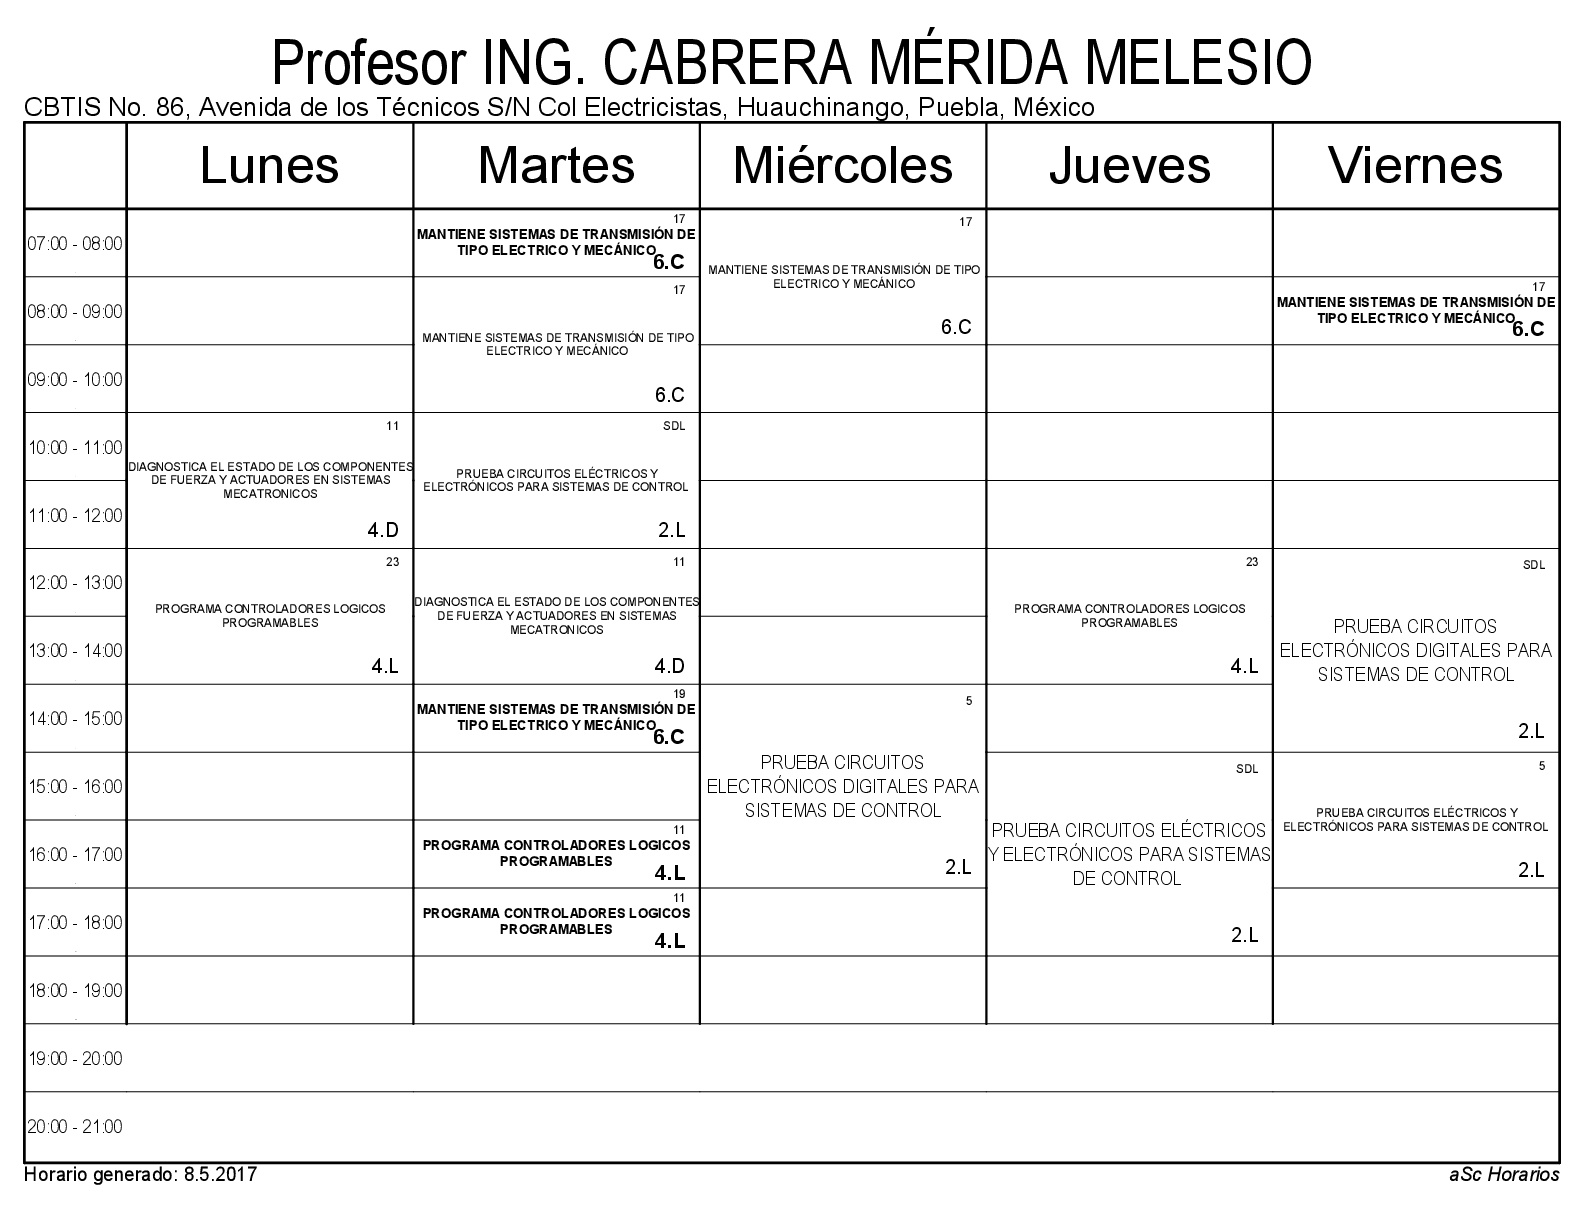 Profesor ING. CABRERA MÉRIDA MELESIO
CBTIS No. 86, Avenida de los Técnicos S/N Col Electricistas, Huauchinango, Puebla, México
Lunes
Martes
Miércoles
Jueves
Viernes
07:00 - 08:00
17
MANTIENE SISTEMAS DE TRANSMISIÓN DE
TIPO ELECTRICO Y MECÁNICO
6.C
17
MANTIENE SISTEMAS DE TRANSMISIÓN DE TIPO
ELECTRICO Y MECÁNICO
6.C
08:00 - 09:00
17
MANTIENE SISTEMAS DE TRANSMISIÓN DE TIPO
ELECTRICO Y MECÁNICO
6.C
17
MANTIENE SISTEMAS DE TRANSMISIÓN DE
TIPO ELECTRICO Y MECÁNICO
6.C
09:00 - 10:00
10:00 - 11:00
11
DIAGNOSTICA EL ESTADO DE LOS COMPONENTES
DE FUERZA Y ACTUADORES EN SISTEMAS
MECATRONICOS
4.D
SDL
PRUEBA CIRCUITOS ELÉCTRICOS Y
ELECTRÓNICOS PARA SISTEMAS DE CONTROL
2.L
11:00 - 12:00
12:00 - 13:00
23
PROGRAMA CONTROLADORES LOGICOS
PROGRAMABLES
4.L
11
DIAGNOSTICA EL ESTADO DE LOS COMPONENTES
DE FUERZA Y ACTUADORES EN SISTEMAS
MECATRONICOS
4.D
23
PROGRAMA CONTROLADORES LOGICOS
PROGRAMABLES
4.L
SDL
PRUEBA CIRCUITOS
ELECTRÓNICOS DIGITALES PARA
SISTEMAS DE CONTROL
2.L
13:00 - 14:00
14:00 - 15:00
19
MANTIENE SISTEMAS DE TRANSMISIÓN DE
TIPO ELECTRICO Y MECÁNICO
6.C
5
PRUEBA CIRCUITOS
ELECTRÓNICOS DIGITALES PARA
SISTEMAS DE CONTROL
2.L
15:00 - 16:00
SDL
PRUEBA CIRCUITOS ELÉCTRICOS
Y ELECTRÓNICOS PARA SISTEMAS
DE CONTROL
2.L
5
PRUEBA CIRCUITOS ELÉCTRICOS Y
ELECTRÓNICOS PARA SISTEMAS DE CONTROL
2.L
16:00 - 17:00
11
PROGRAMA CONTROLADORES LOGICOS
PROGRAMABLES
4.L
17:00 - 18:00
11
PROGRAMA CONTROLADORES LOGICOS
PROGRAMABLES
4.L
18:00 - 19:00
19:00 - 20:00
20:00 - 21:00
Horario generado: 8.5.2017
aSc Horarios